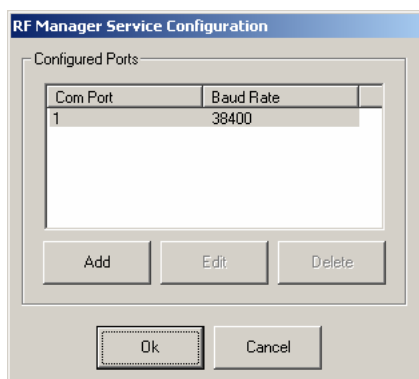 RF Manager Service Configuration
Configured Ports
Com Port Baud Rate
1 38400
Add Edit Delete
Ok Cancel